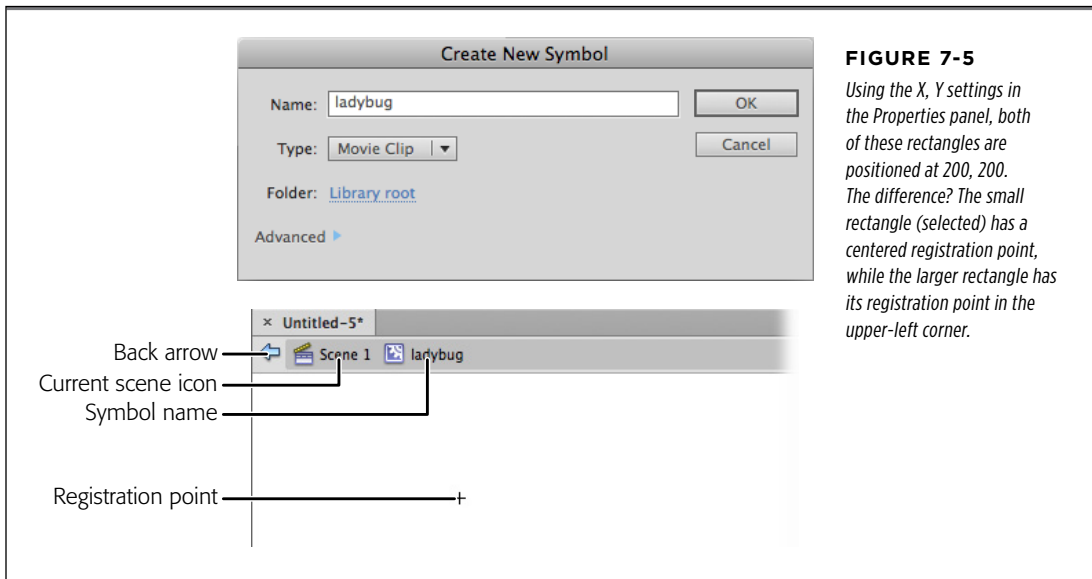 Create New Symbol
Name: ladybug
OK
Type: Movie Clip
Cancel
Folder: Library root
Advanced
FIGURE 7-5
Using the X, Y settings in
the Properties panel, both
of these rectangles are
positioned at 200, 200.
The difference? The small
rectangle (selected) has a
centered registration point,
while the larger rectangle has
its registration point in the
upper-left corner.
× Untitled-5*
Back arrow
Scene 1 ladybug
Current scene icon
Symbol name
Registration point